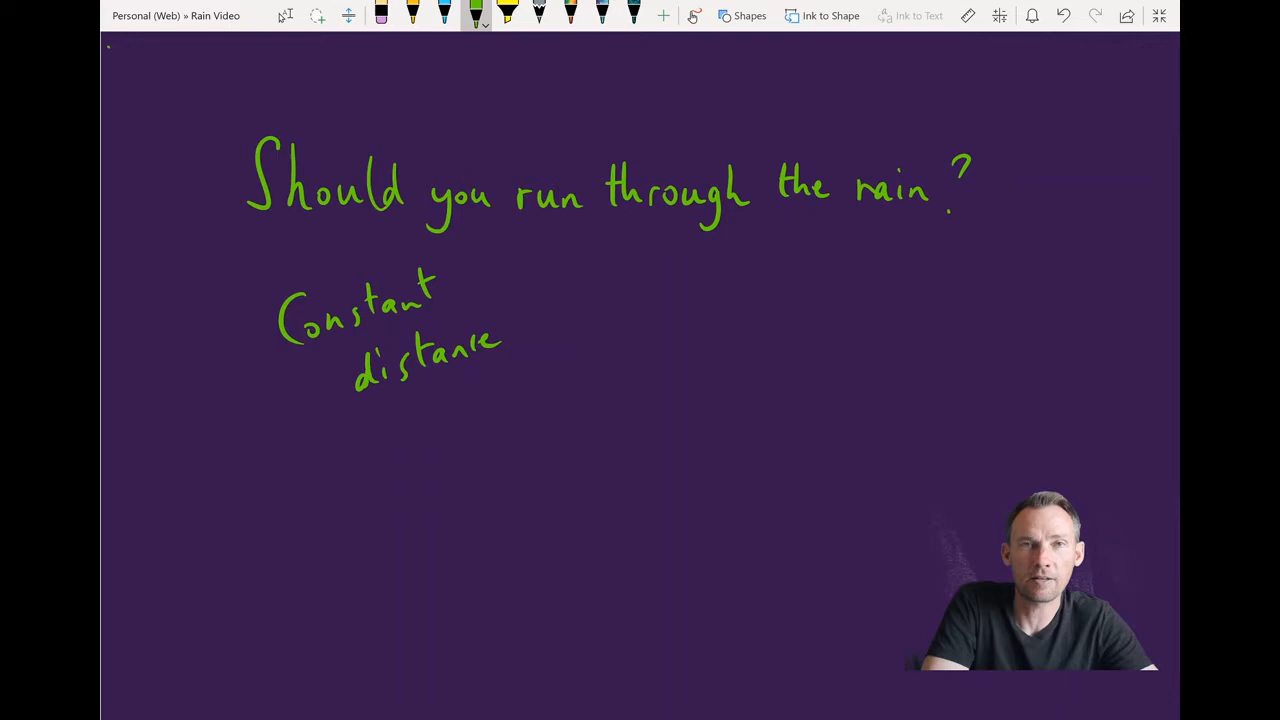 Personal (Web) » Rain Video
Shapes
Ink to Shape
Ink to Text
Should you run through the rain?
Constant
distance